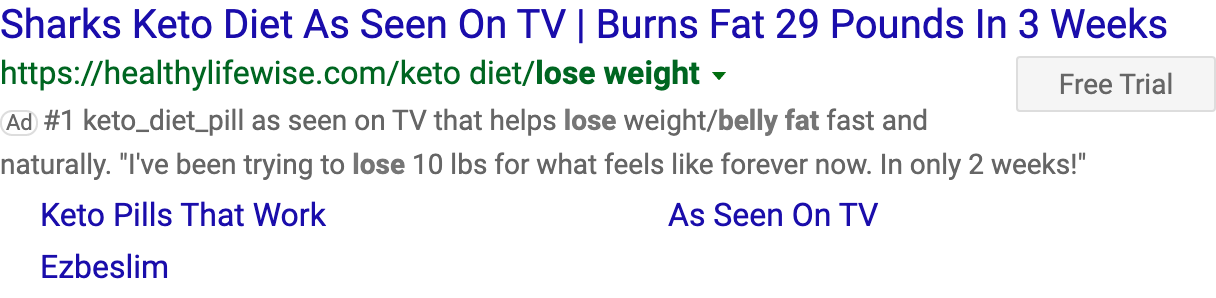 Sharks Keto Diet As Seen On TV | Burns Fat 29 Pounds In 3 Weeks
https://healthylifewise.com/keto diet/lose weight
Free Trial
Ad #1 keto_diet_pill as seen on TV that helps lose weight/belly fat fast and
naturally. "I've been trying to lose 10 lbs for what feels like forever now. In only 2 weeks!"
Keto Pills That Work
As Seen On TV
Ezbeslim